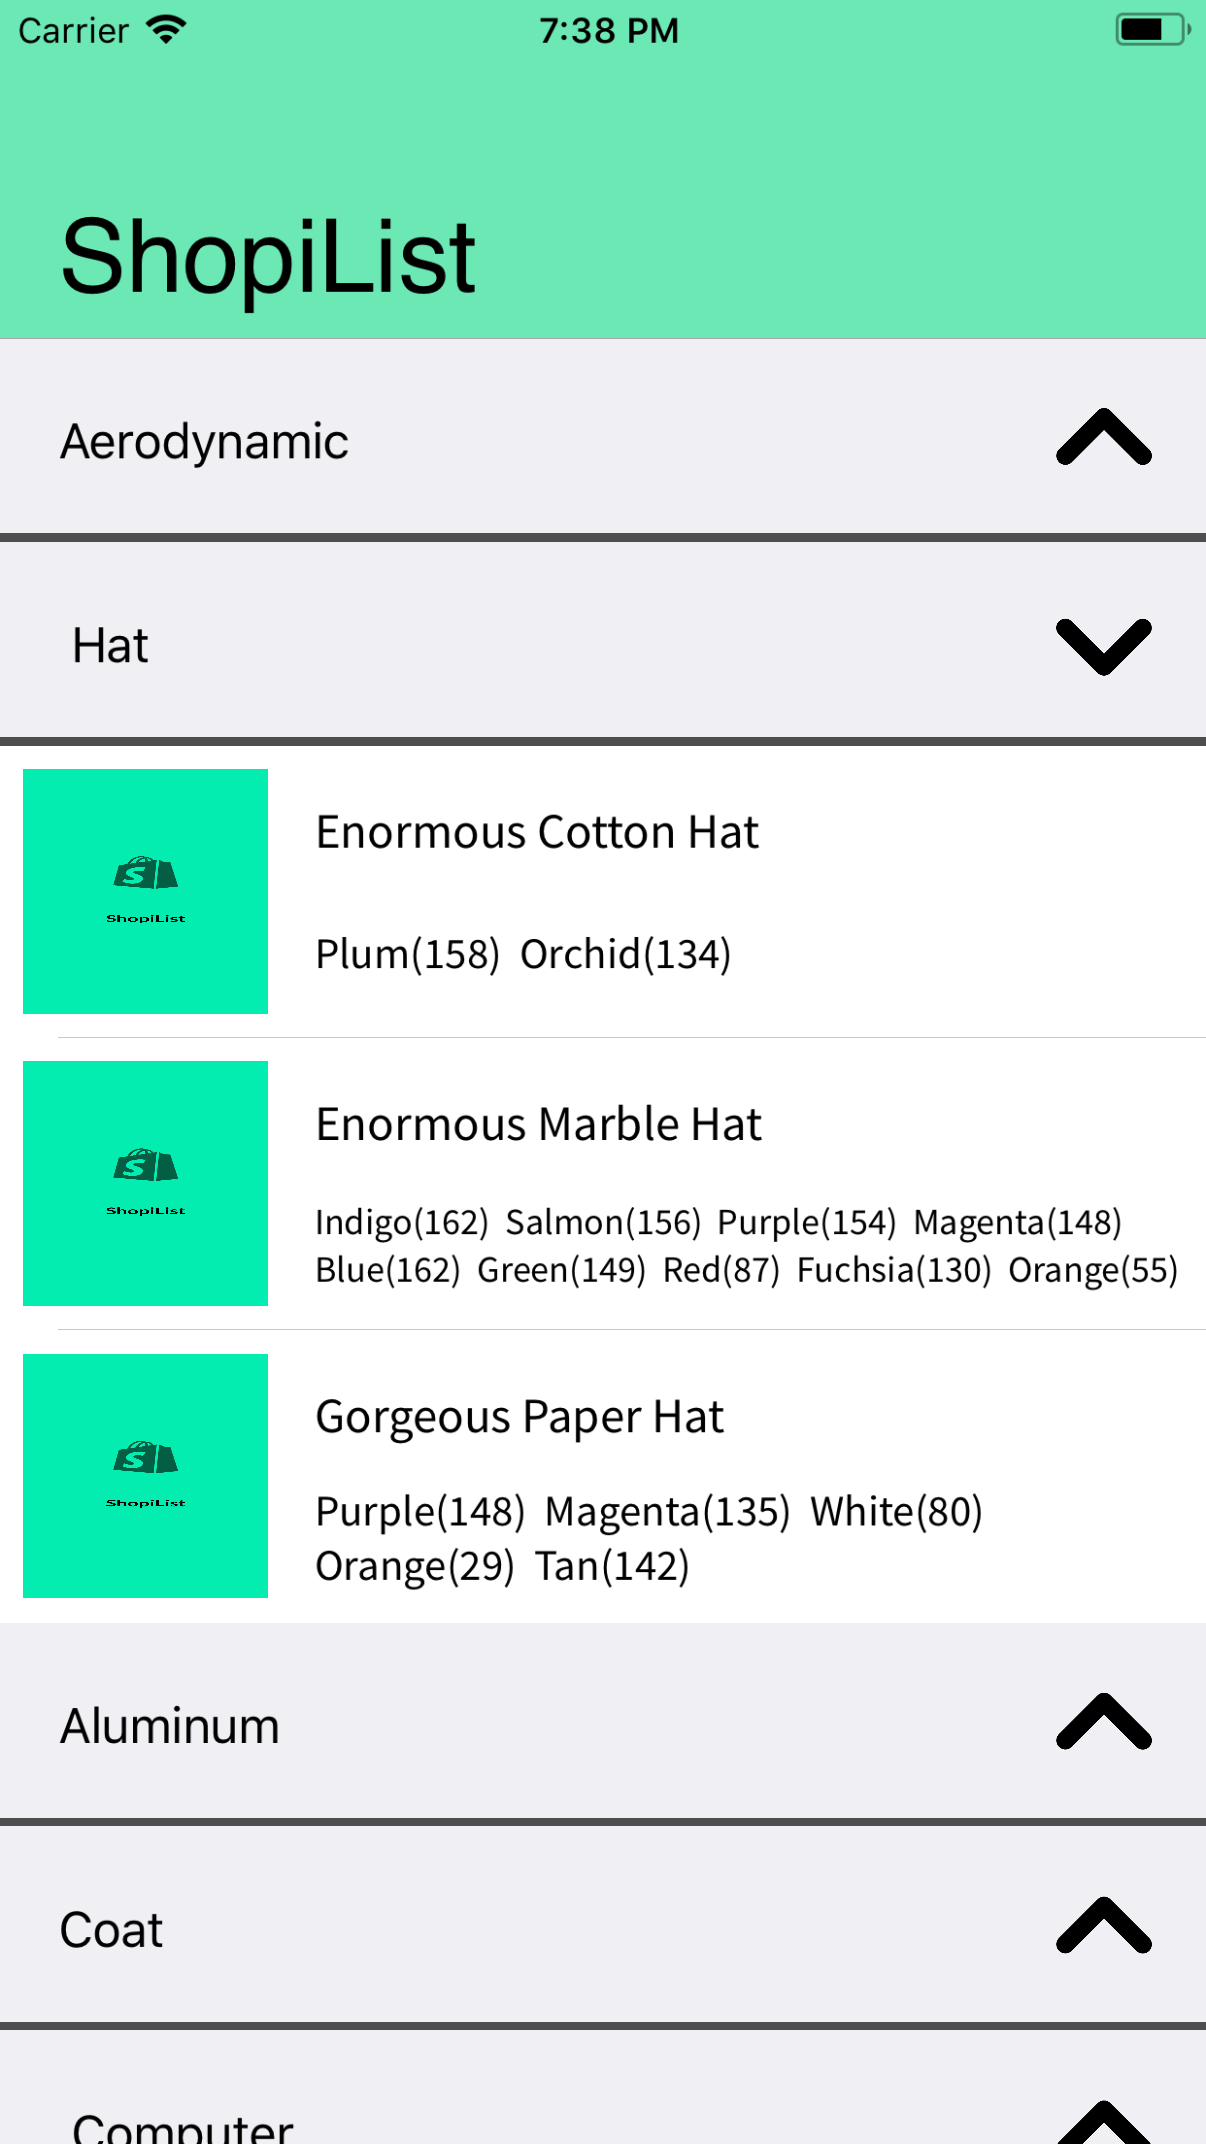 Carrier 7:38 PM
ShopiList
Aerodynamic
Hat
Enormous Cotton Hat
ShopiList
Plum(158) Orchid(134)
Enormous Marble Hat
ShopiList
Indigo(162) Salmon(156) Purple(154) Magenta(148)
Blue(162) Green(149) Red(87) Fuchsia(130) Orange(55)
Gorgeous Paper Hat
ShopiList
Purple(148) Magenta(135) White(80)
Orange(29) Tan(142)
Aluminum
Coat
Computer